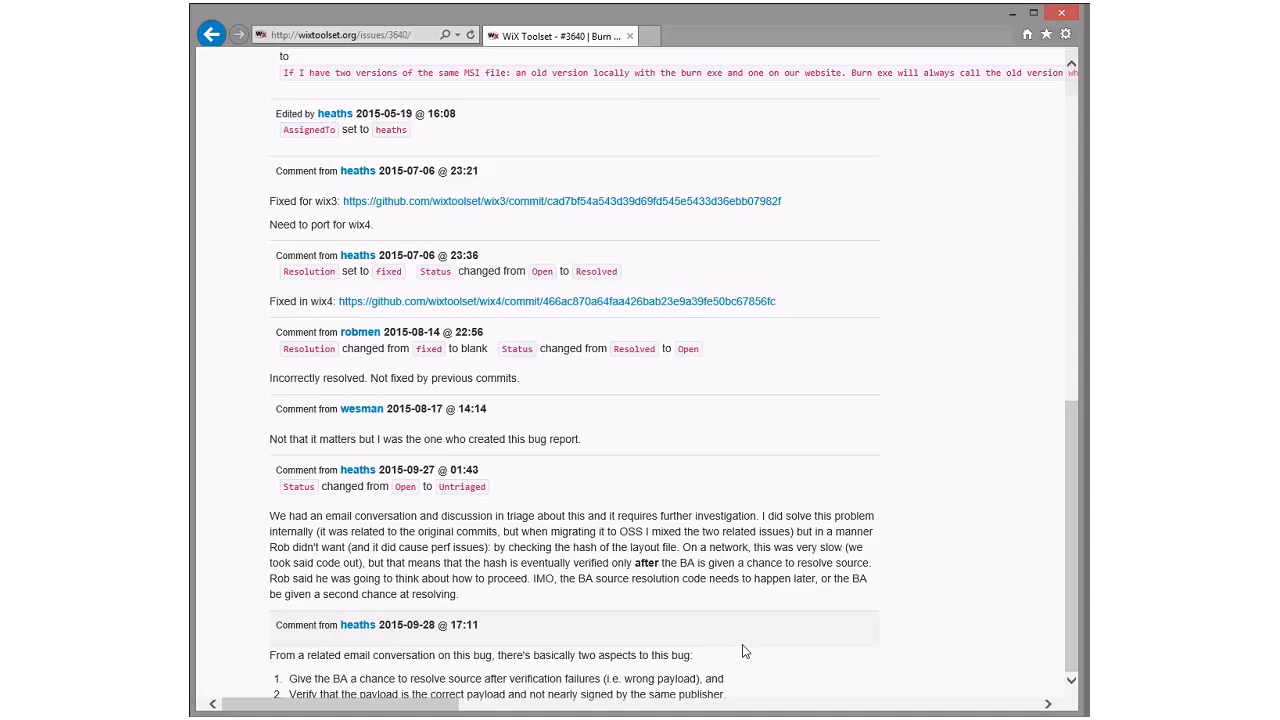 http://wixtoolset.org/issues/3640/
WiX Toolset - #3640 | Burn ...
to
If I have two versions of the same MSI file: an old version locally with the burn exe and one on our website. Burn exe will always call the old version wh
Edited by heaths 2015-05-19 @ 16:08
AssignedTo set to heaths
Comment from heaths 2015-07-06 @ 23:21
Fixed for wix3: https://github.com/wixtoolset/wix3/commit/cad7bf54a543d39d69fd545e5433d36ebb07982f
Need to port for wix4.
Comment from heaths 2015-07-06 @ 23:36
Resolution set to fixed Status changed from Open to Resolved
Fixed in wix4: https://github.com/wixtoolset/wix4/commit/466ac870a64faa426bab23e9a39fe50bc67856fc
Comment from robmen 2015-08-14 @ 22:56
Resolution changed from fixed to blank Status changed from Resolved to Open
Incorrectly resolved. Not fixed by previous commits.
Comment from wesman 2015-08-17 @ 14:14
Not that it matters but I was the one who created this bug report.
Comment from heaths 2015-09-27 @ 01:43
Status changed from Open to Untriaged
We had an email conversation and discussion in triage about this and it requires further investigation. I did solve this problem
internally (it was related to the original commits, but when migrating it to OSS I mixed the two related issues) but in a manner
Rob didn't want (and it did cause perf issues): by checking the hash of the layout file. On a network, this was very slow (we
took said code out), but that means that the hash is eventually verified only after the BA is given a chance to resolve source.
Rob said he was going to think about how to proceed. IMO, the BA source resolution code needs to happen later, or the BA
be given a second chance at resolving.
Comment from heaths 2015-09-28 @ 17:11
From a related email conversation on this bug, there's basically two aspects to this bug:
1. Give the BA a chance to resolve source after verification failures (i.e. wrong payload), and
2. Verify that the payload is the correct payload and not nearly signed by the same publisher.